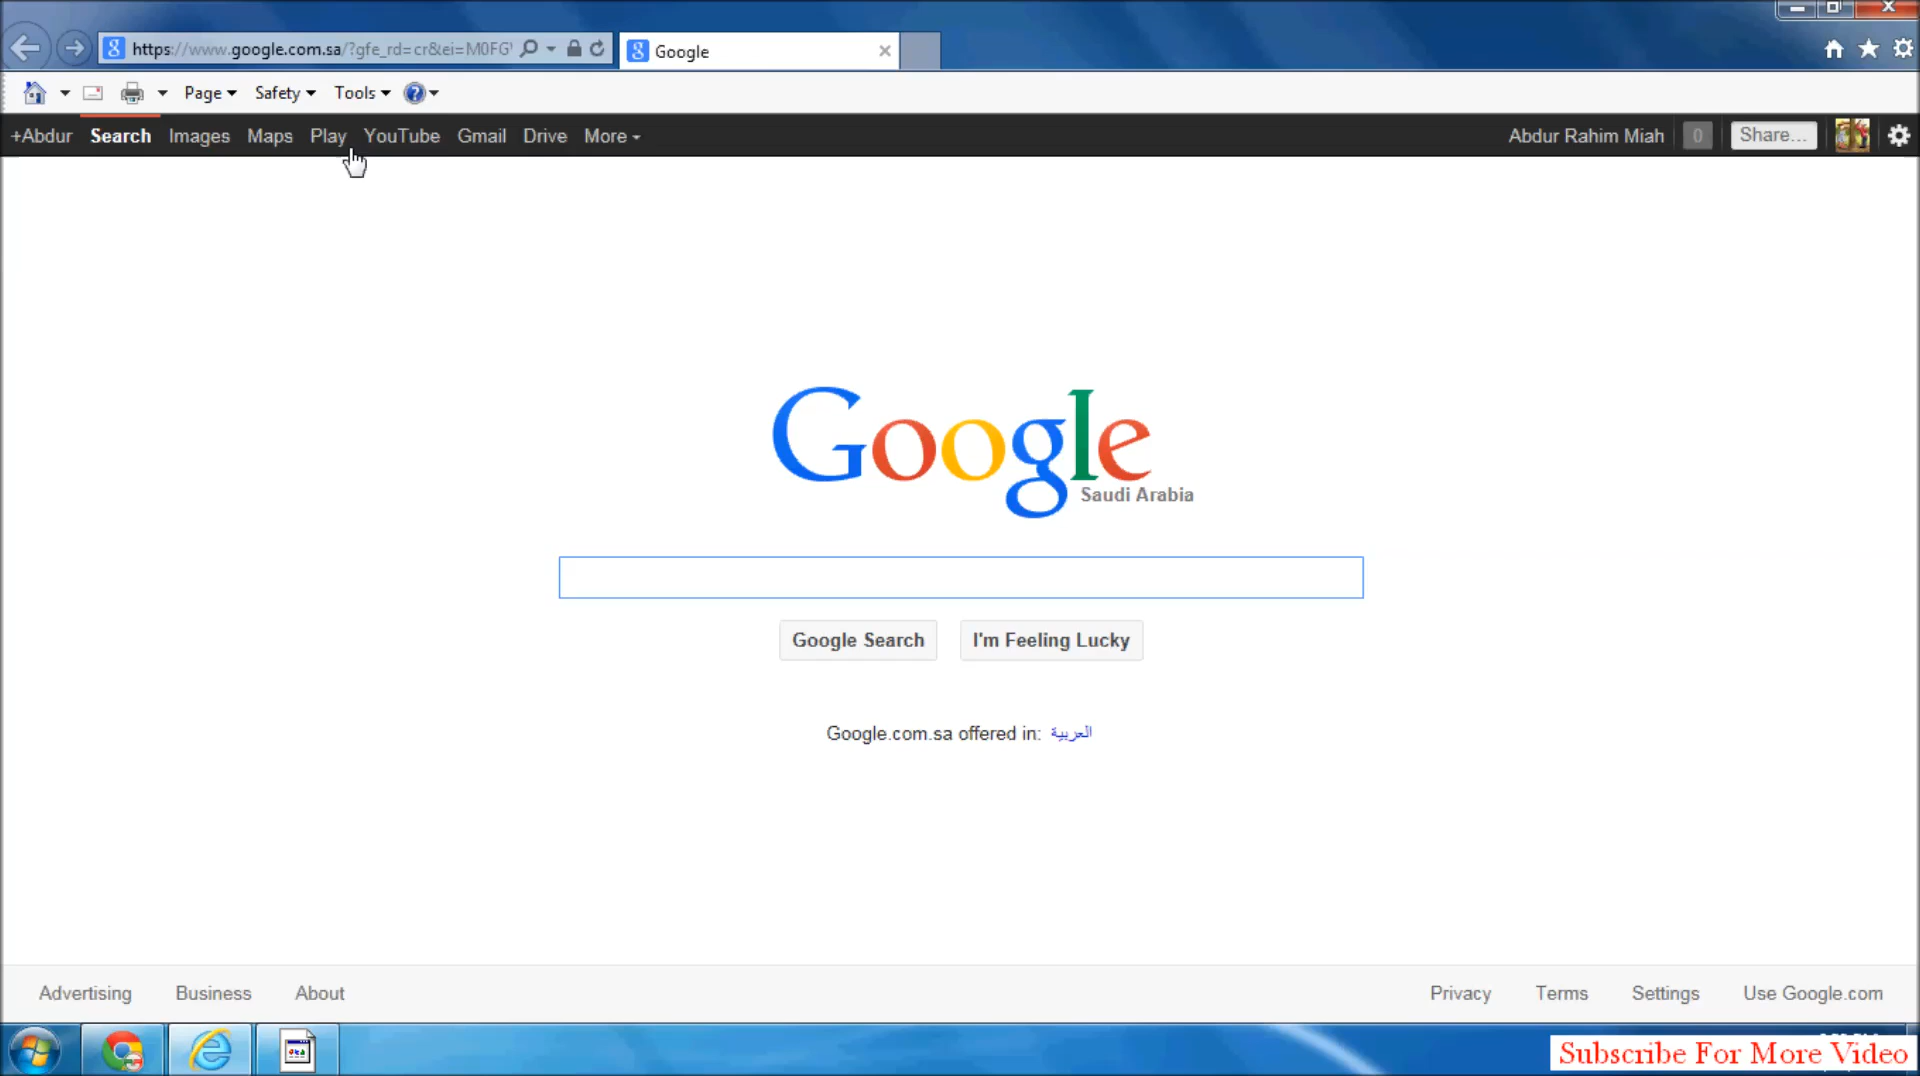 https://www.google.com.sa/?gfe_rd=cr&ei=M0FG
Google
Page
Safety
Tools
+Abdur Search Images Maps Play YouTube Gmail Drive More
Abdur Rahim Miah 0 Share...
Google
Saudi Arabia
Google Search
I'm Feeling Lucky
Google.com.sa offered in: العربية
Advertising Business About
Privacy Terms Settings Use Google.com
Subscribe For More Video